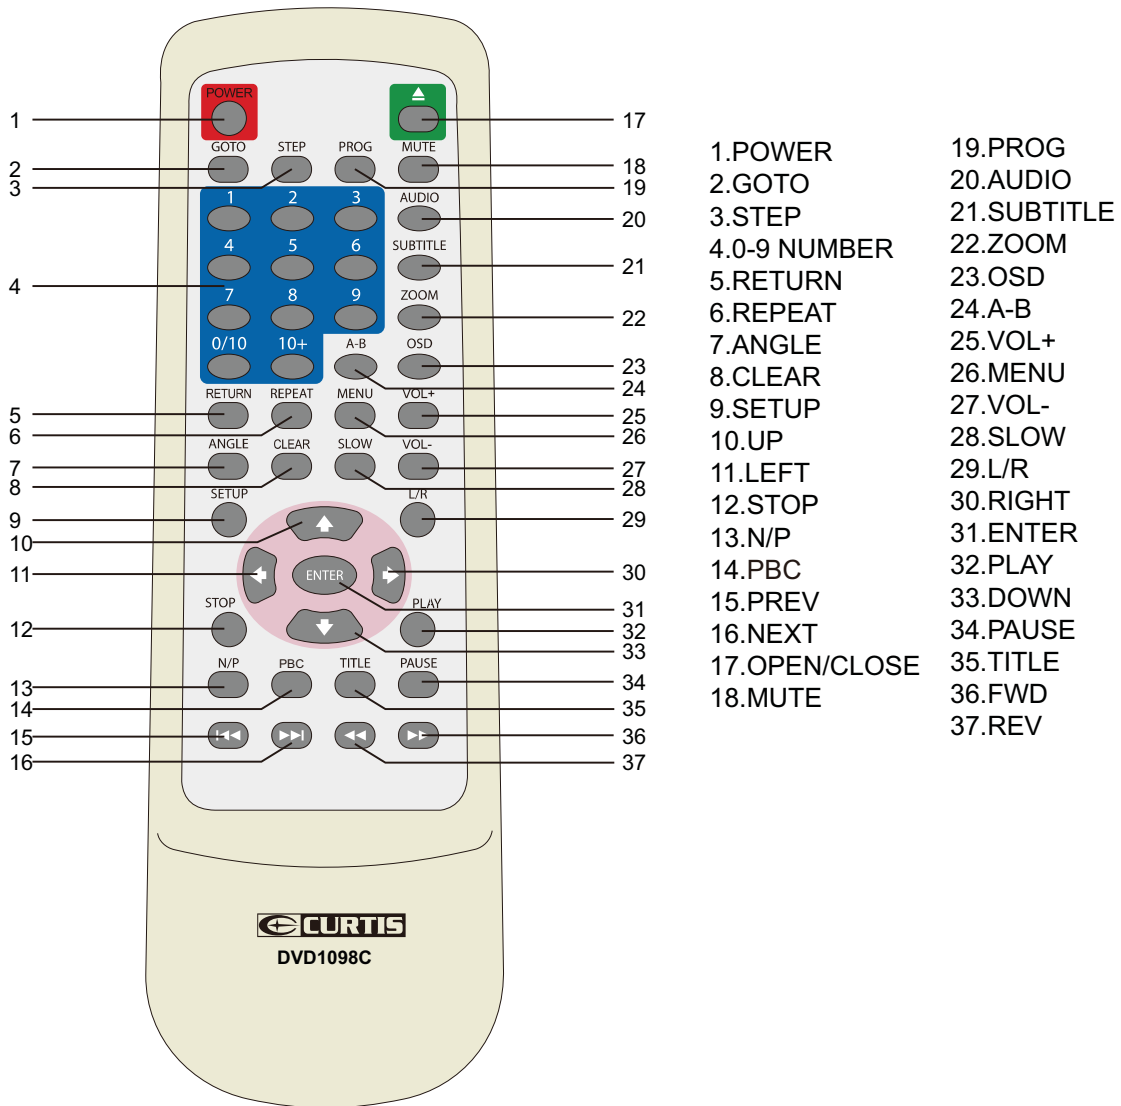 POWER
1
17
GOTO STEP PROG MUTE
2
18
3
19
1 2 3 AUDIO
20
4 5 6 SUBTITLE
21
4
7 8 9 ZOOM
22
0/10 10+ A-B OSD
23
24
RETURN REPEAT MENU VOL+
5
25
6
26
ANGLE CLEAR SLOW VOL-
7
27
8
28
SETUP L/R
9
29
10
11
ENTER
30
STOP PLAY
31
12
32
33
N/P PBC TITLE PAUSE
13
34
14
35
15
36
16
37
CURTIS
DVD1098C
1.POWER
2.GOTO
3.STEP
4.0-9 NUMBER
5.RETURN
6.REPEAT
7.ANGLE
8.CLEAR
9.SETUP
10.UP
11.LEFT
12.STOP
13.N/P
14.PBC
15.PREV
16.NEXT
17.OPEN/CLOSE
18.MUTE
19.PROG
20.AUDIO
21.SUBTITLE
22.ZOOM
23.OSD
24.A-B
25.VOL+
26.MENU
27.VOL-
28.SLOW
29.L/R
30.RIGHT
31.ENTER
32.PLAY
33.DOWN
34.PAUSE
35.TITLE
36.FWD
37.REV